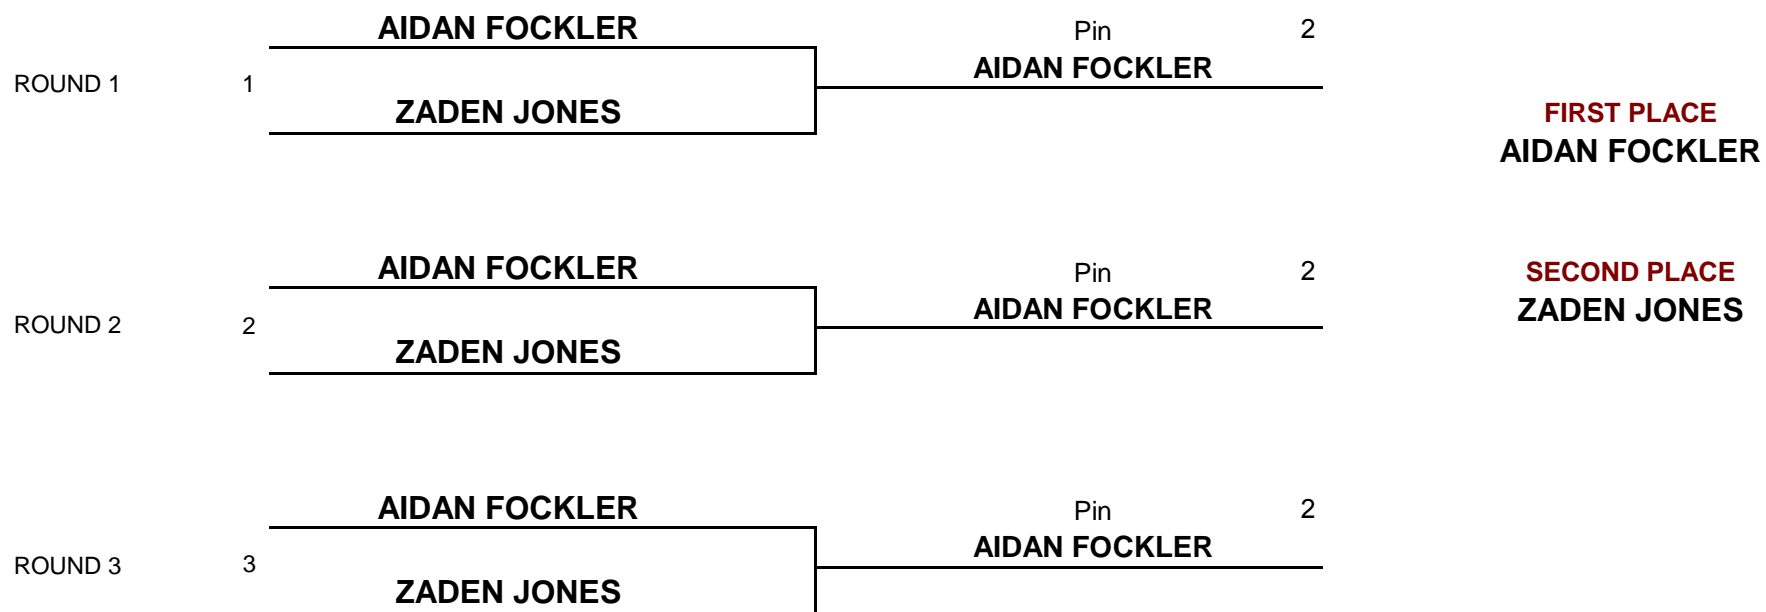 AIDAN FOCKLER
Pin 2
AIDAN FOCKLER
ROUND 1 1
ZADEN JONES
FIRST PLACE
AIDAN FOCKLER
AIDAN FOCKLER
Pin 2
SECOND PLACE
AIDAN FOCKLER
ZADEN JONES
ROUND 2 2
ZADEN JONES
AIDAN FOCKLER
Pin 2
AIDAN FOCKLER
ROUND 3 3
ZADEN JONES